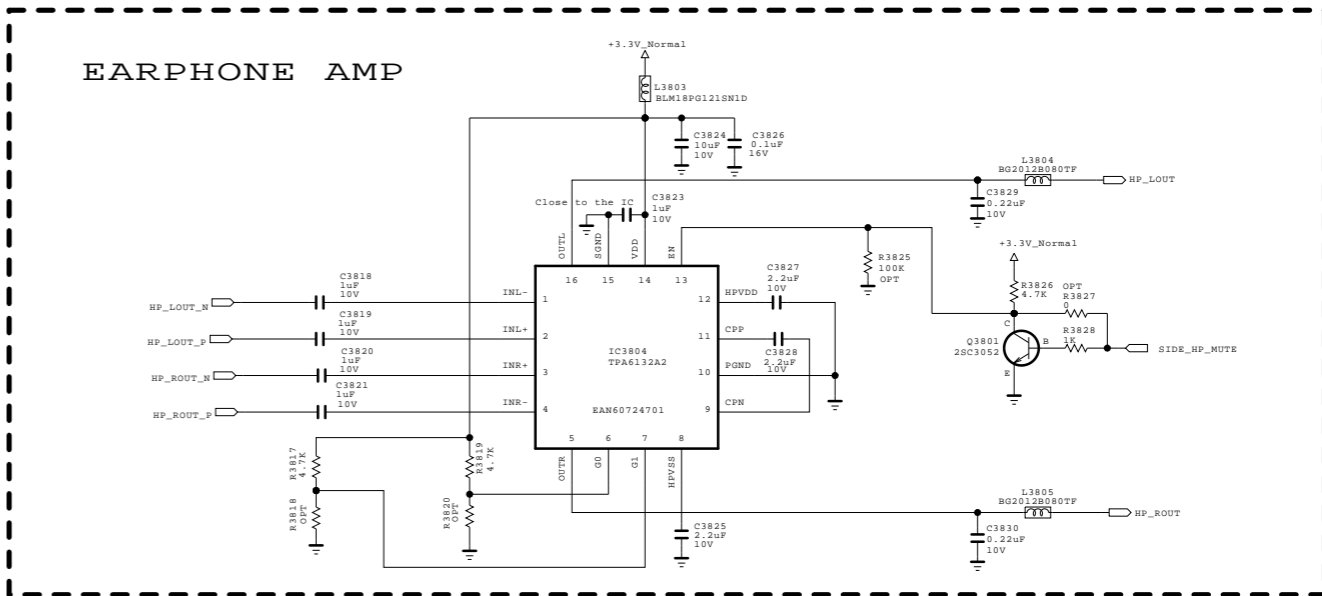 EARPHONE AMP
+3.3V_Normal
L3803
BLM18PG121SN1D
C3824
10uF
10V
C3826
0.1uF
16V
L3804
BG2012B080TF
HP_LOUT
C3829
0.22uF
10V
Close to the IC
C3823
1uF
10V
OUTL
SGND
VDD
EN
16
15
14
13
R3825
100K
OPT
+3.3V_Normal
R3826
4.7K
OPT
R3827
0
R3828
1K
C
B
E
Q3801
2SC3052
SIDE_HP_MUTE
C3818
1uF
10V
HP_LOUT_N
INL-
1
C3819
1uF
10V
HP_LOUT_P
INL+
2
C3820
1uF
10V
HP_ROUT_N
INR+
3
C3821
1uF
10V
HP_ROUT_P
INR-
4
IC3804
TPA6132A2
EAN60724701
12
HPVDD
C3827
2.2uF
10V
11
CPP
C3828
2.2uF
10V
10
PGND
9
CPN
5
6
7
8
OUTR
G0
G1
HPVSS
R3817
4.7K
R3819
4.7K
R3818
OPT
R3820
OPT
C3825
2.2uF
10V
L3805
BG2012B080TF
HP_ROUT
C3830
0.22uF
10V